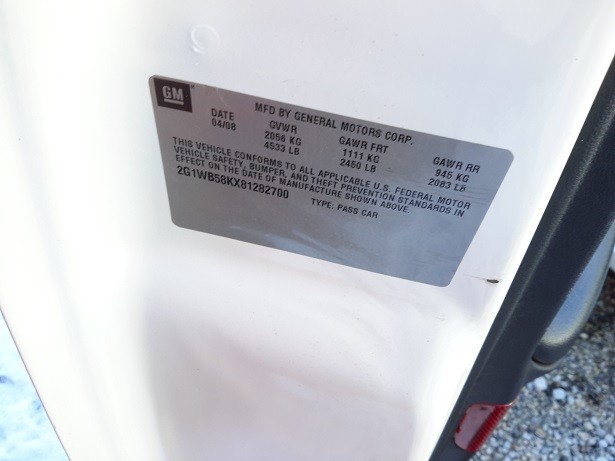 GM
MFD BY GENERAL MOTORS CORP.
DATE GVWR GAWR FRT GAWR RR
04/08 2056 KG 1111 KG 945 KG
4533 LB 2450 LB 2083 LB
THIS VEHICLE CONFORMS TO ALL APPLICABLE U.S. FEDERAL MOTOR
VEHICLE SAFETY, BUMPER, AND THEFT PREVENTION STANDARDS IN
EFFECT ON THE DATE OF MANUFACTURE SHOWN ABOVE.
2G1WB58KX81282700
TYPE: PASS CAR